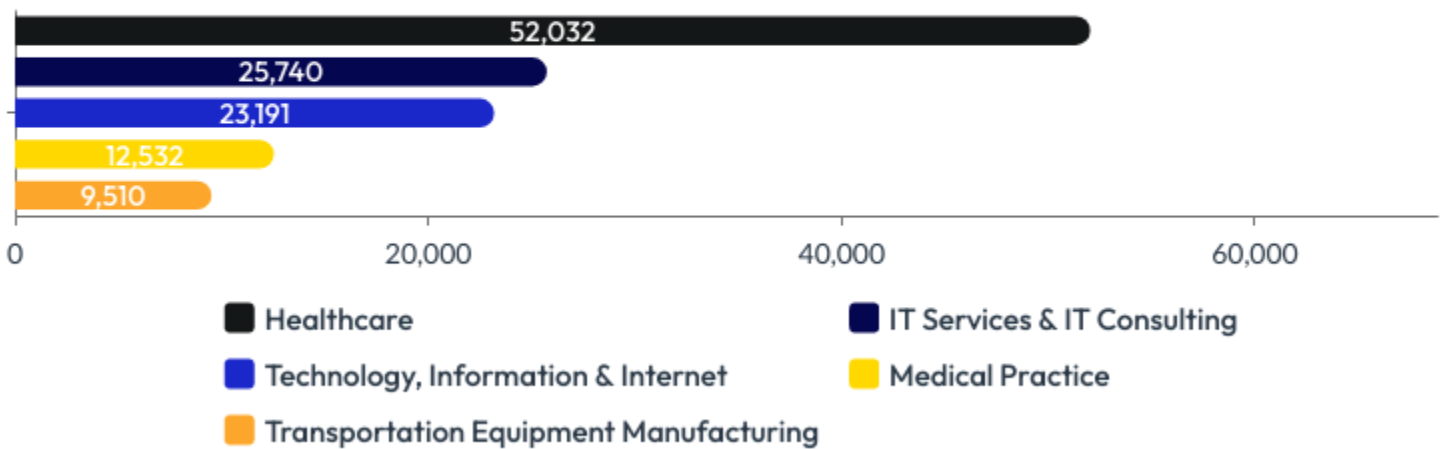 52,032
25,740
23,191
12,532
9,510
0 20,000 40,000 60,000
Healthcare IT Services & IT Consulting
Technology, Information & Internet Medical Practice
Transportation Equipment Manufacturing